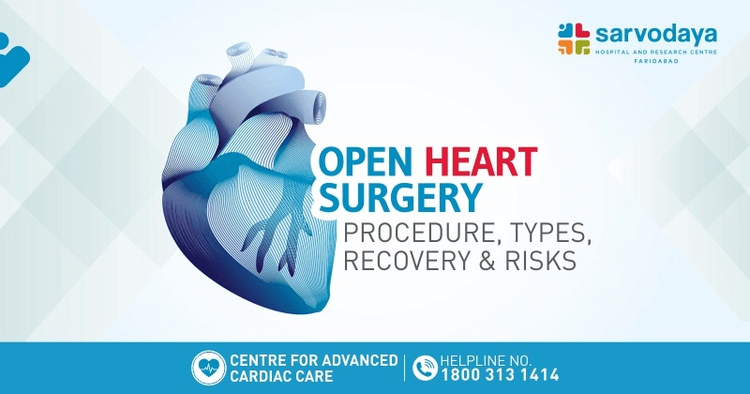 sarvodaya
HOSPITAL AND RESEARCH CENTRE
FARIDABAD
OPEN HEART
SURGERY
PROCEDURE, TYPES,
RECOVERY & RISKS
CENTRE FOR ADVANCED
CARDIAC CARE
HELPLINE NO.
1800 313 1414